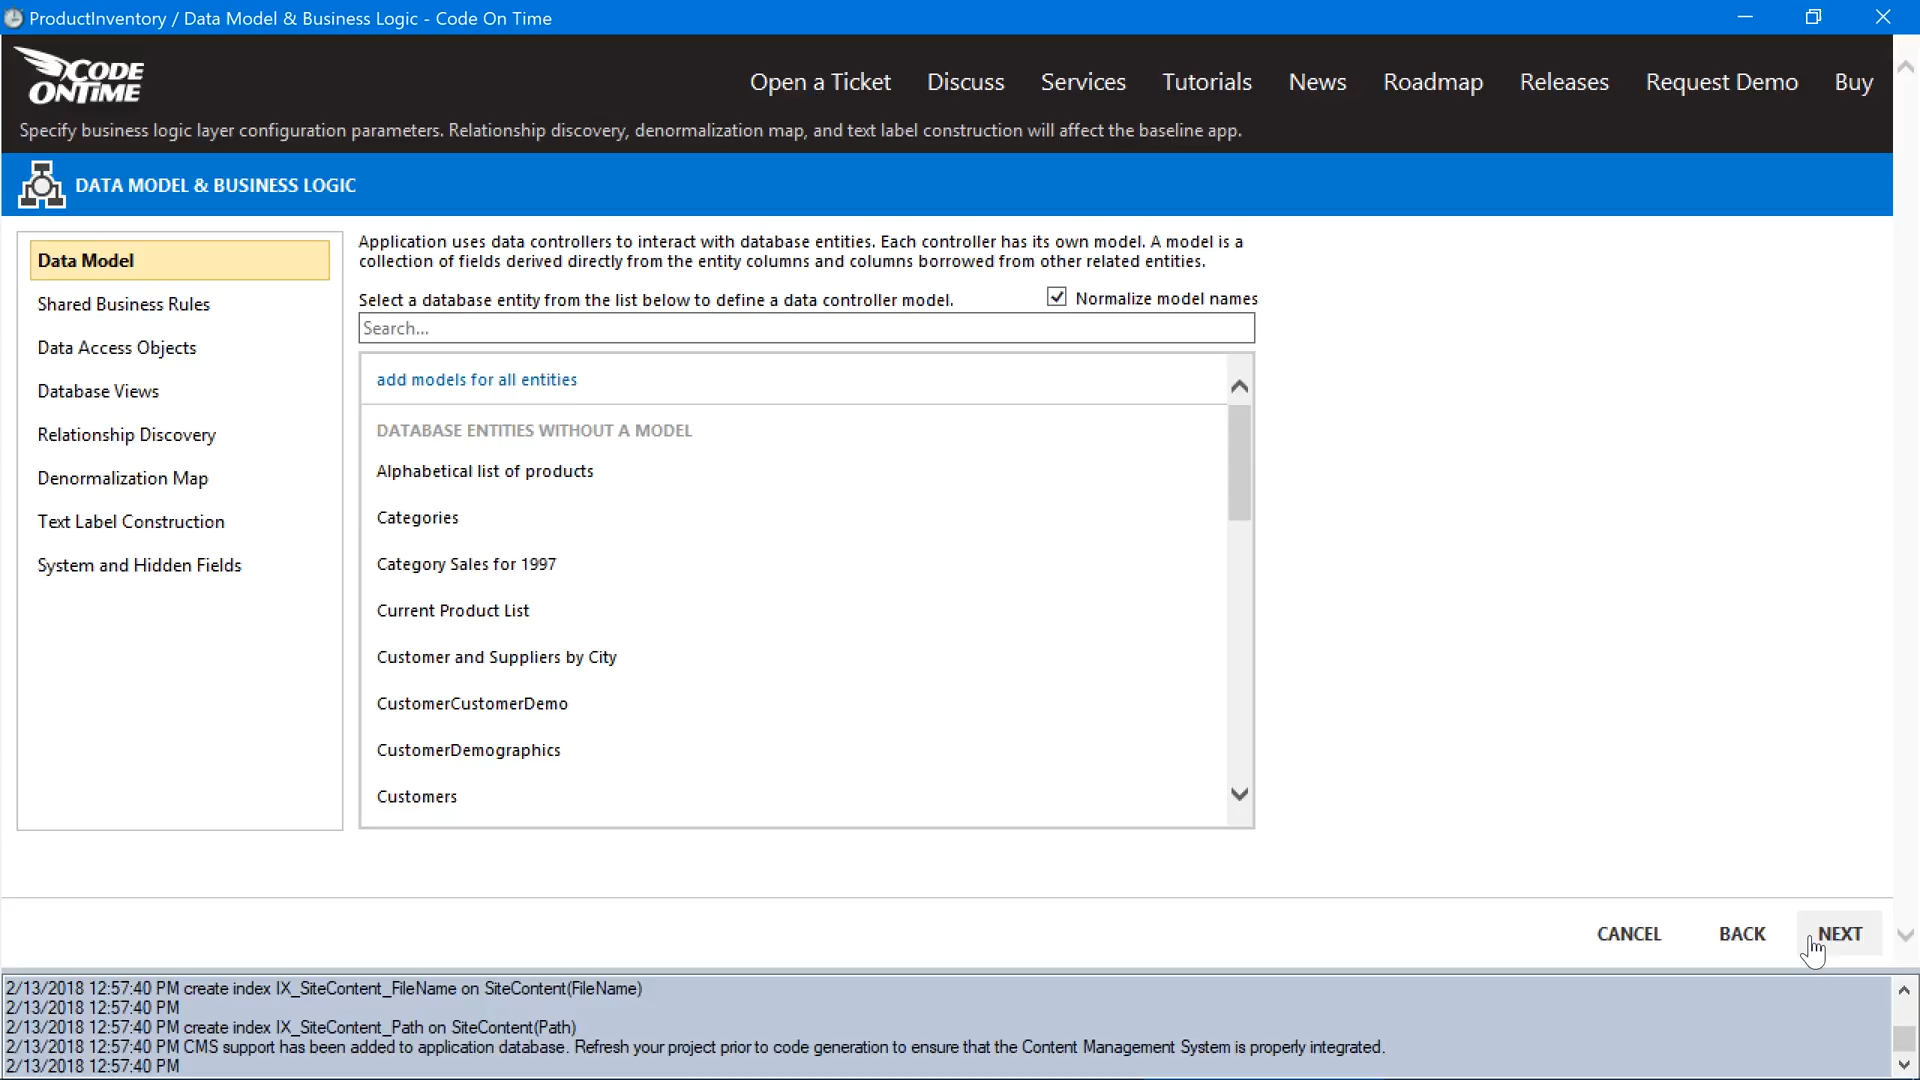 ProductInventory / Data Model & Business Logic - Code On Time
CODE
ONTIME
Open a Ticket Discuss Services Tutorials News Roadmap Releases Request Demo Buy
Specify business logic layer configuration parameters. Relationship discovery, denormalization map, and text label construction will affect the baseline app.
DATA MODEL & BUSINESS LOGIC
Data Model
Shared Business Rules
Data Access Objects
Database Views
Relationship Discovery
Denormalization Map
Text Label Construction
System and Hidden Fields
Application uses data controllers to interact with database entities. Each controller has its own model. A model is a
collection of fields derived directly from the entity columns and columns borrowed from other related entities.
Select a database entity from the list below to define a data controller model.
Normalize model names
Search...
add models for all entities
DATABASE ENTITIES WITHOUT A MODEL
Alphabetical list of products
Categories
Category Sales for 1997
Current Product List
Customer and Suppliers by City
CustomerCustomerDemo
CustomerDemographics
Customers
CANCEL BACK NEXT
2/13/2018 12:57:40 PM create index IX_SiteContent_FileName on SiteContent(FileName)
2/13/2018 12:57:40 PM
2/13/2018 12:57:40 PM create index IX_SiteContent_Path on SiteContent(Path)
2/13/2018 12:57:40 PM CMS support has been added to application database. Refresh your project prior to code generation to ensure that the Content Management System is properly integrated.
2/13/2018 12:57:40 PM